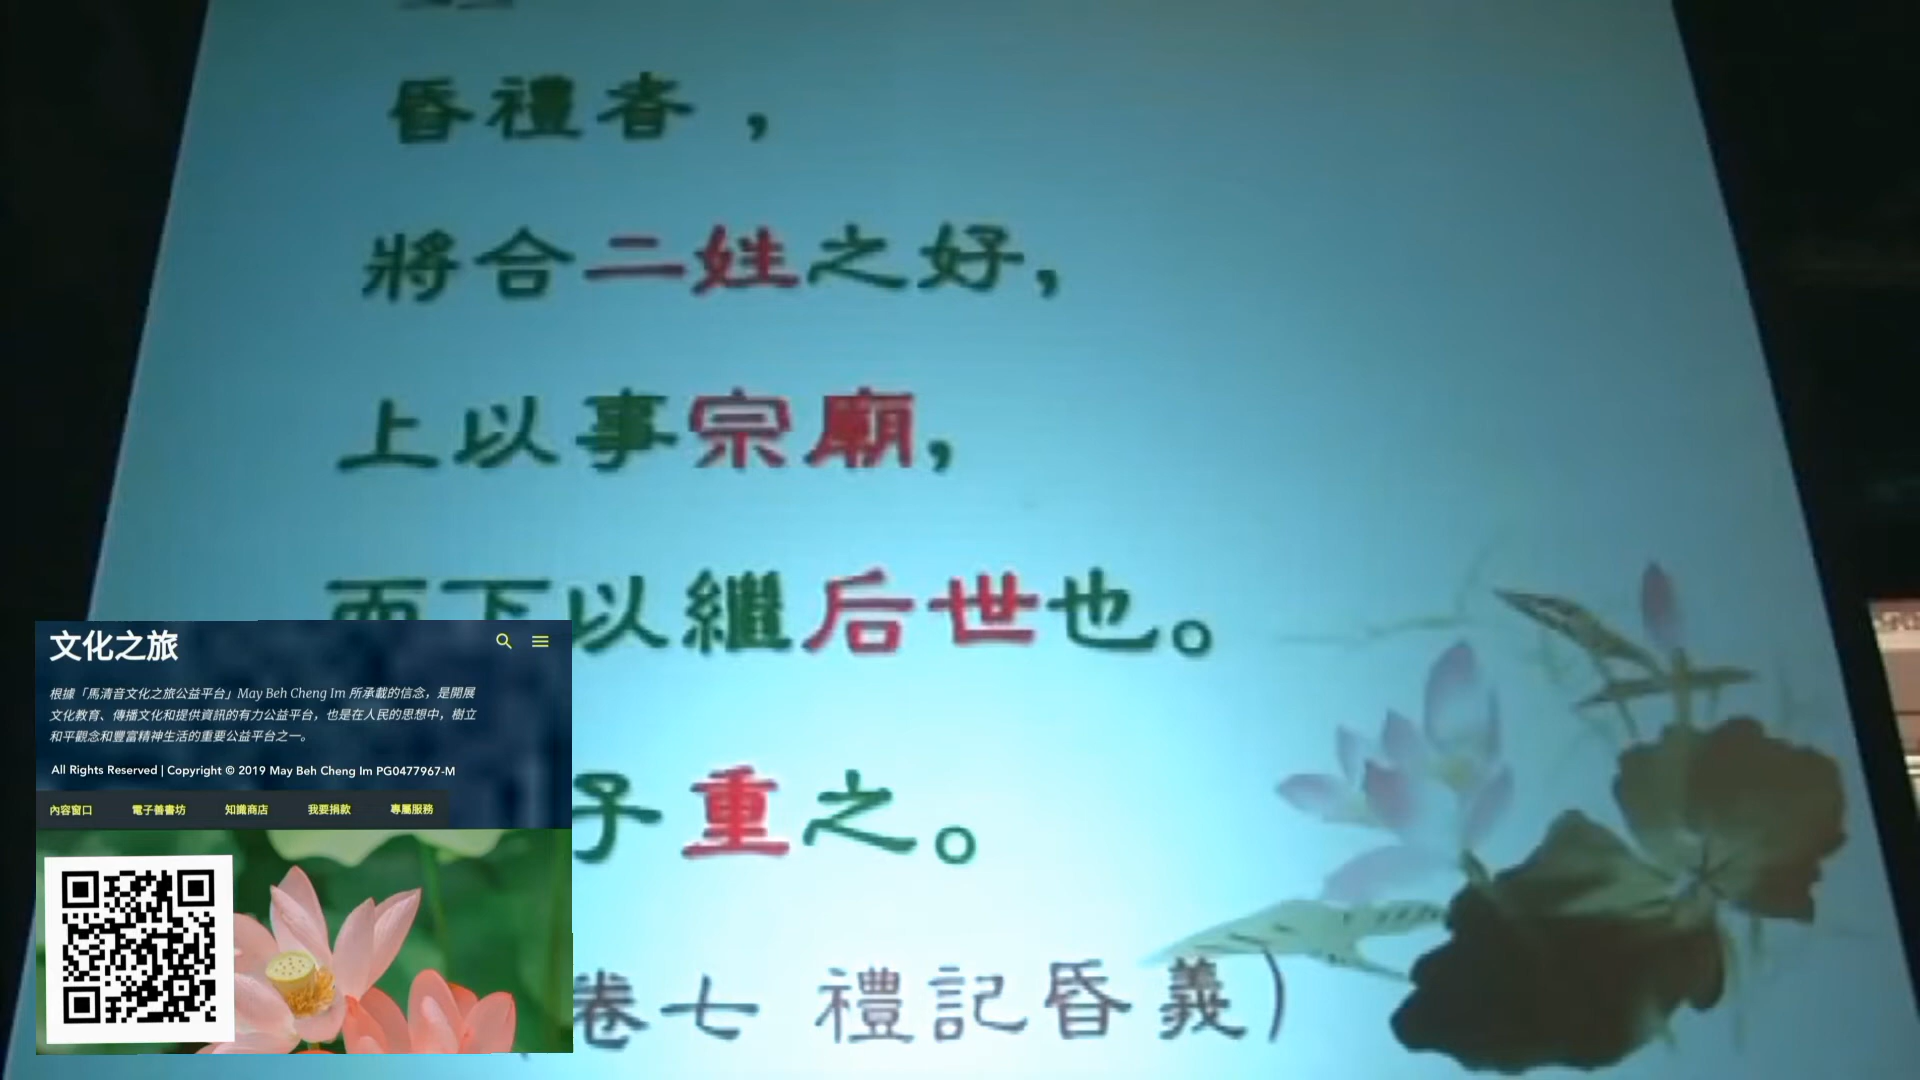 昏禮者，
將合二姓之好，
上以事宗廟，
而下以繼后世也。
子重之。
卷七 禮記昏義）
文化之旅
根據「馬清音文化之旅公益平台」May Beh Cheng Im 所承載的信念，是開展
文化教育、傳播文化和提供資訊的有力公益平台，也是在人民的思想中，樹立
和平觀念和豐富精神生活的重要公益平台之一。
All Rights Reserved | Copyright © 2019 May Beh Cheng Im PG0477967-M
內容窗口 電子善書坊 知識商店 我要捐款 專屬服務